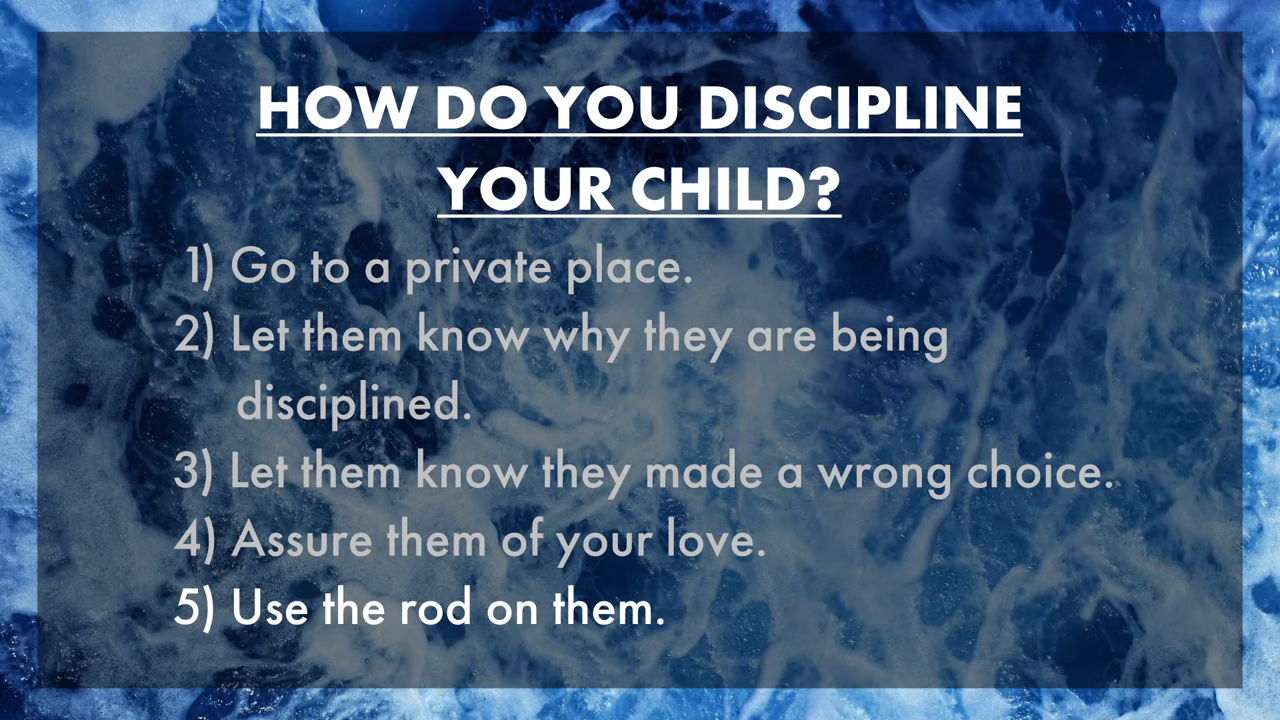 HOW DO YOU DISCIPLINE
YOUR CHILD?
1) Go to a private place.
2) Let them know why they are being
disciplined.
3) Let them know they made a wrong choice.
4) Assure them of your love.
5) Use the rod on them.